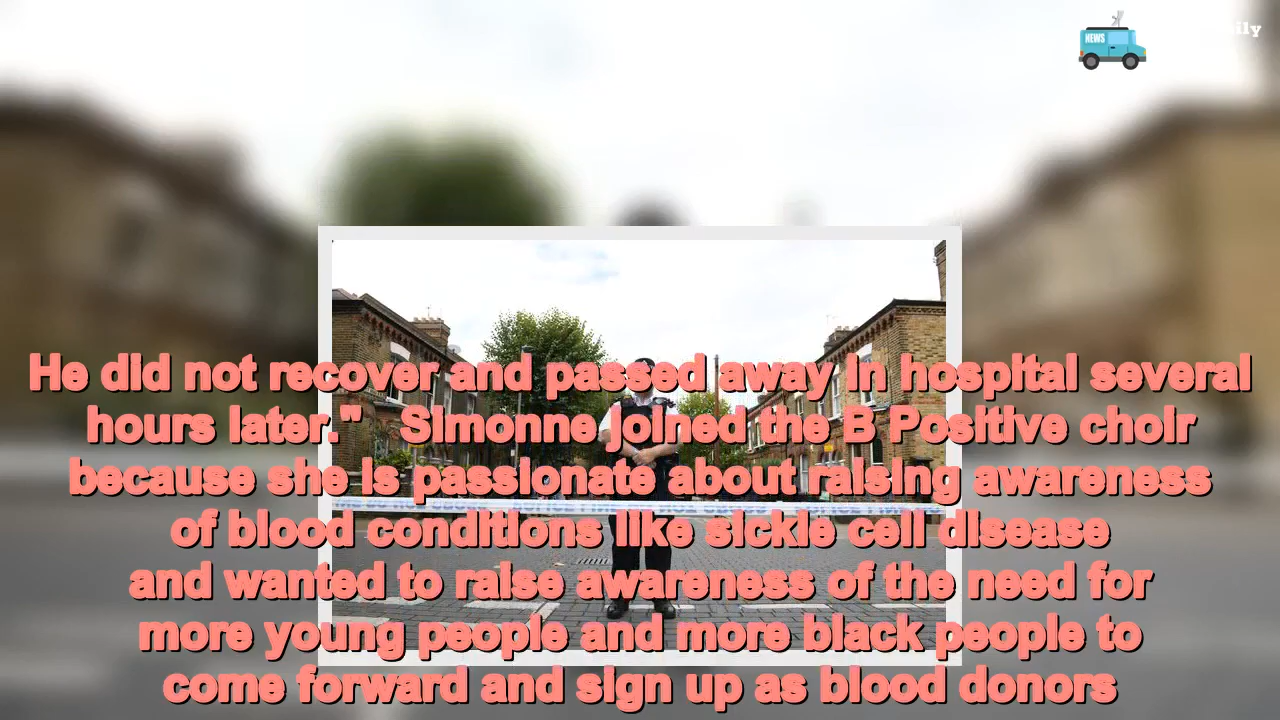 NEWS
He did not recover and passed away in hospital several
hours later." Simonne joined the B Positive choir
because she is passionate about raising awareness
of blood conditions like sickle cell disease
and wanted to raise awareness of the need for
more young people and more black people to
come forward and sign up as blood donors